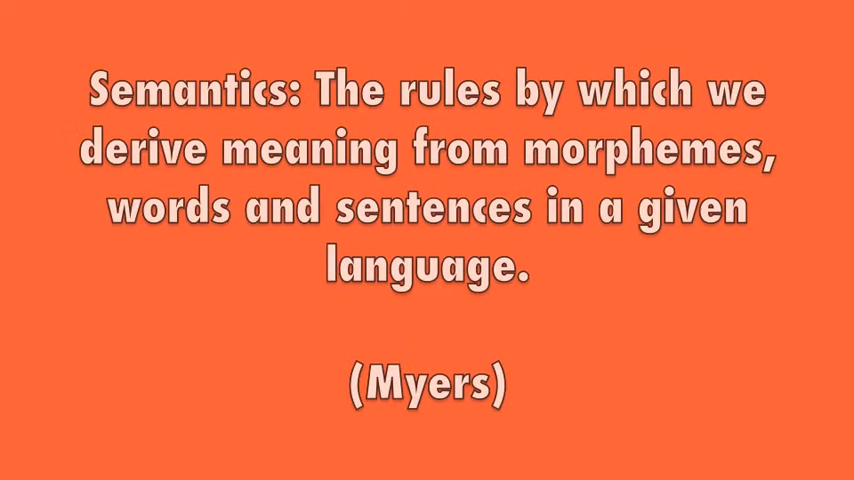 Semantics: The rules by which we
derive meaning from morphemes,
words and sentences in a given
language.
(Myers)